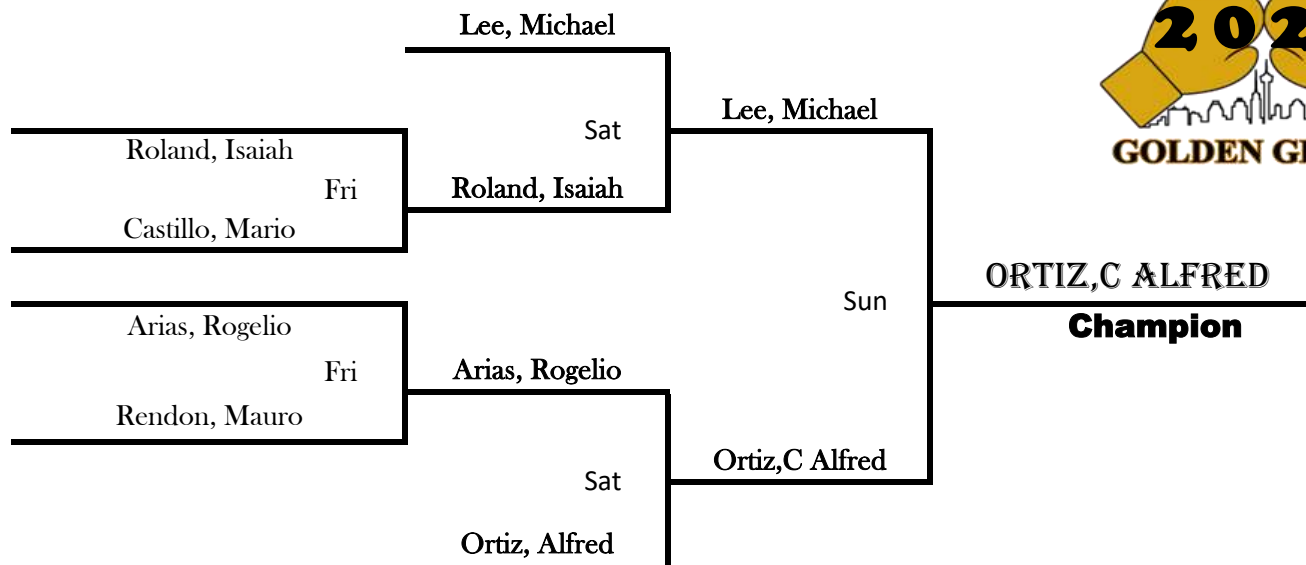 Lee, Michael
Sat
Roland, Isaiah
Fri
Castillo, Mario
Roland, Isaiah
Lee, Michael
Arias, Rogelio
Fri
Rendon, Mauro
Arias, Rogelio
Sat
Ortiz, Alfred
Ortiz,C Alfred
Sun
ORTIZ,C ALFRED
Champion
GOLDEN